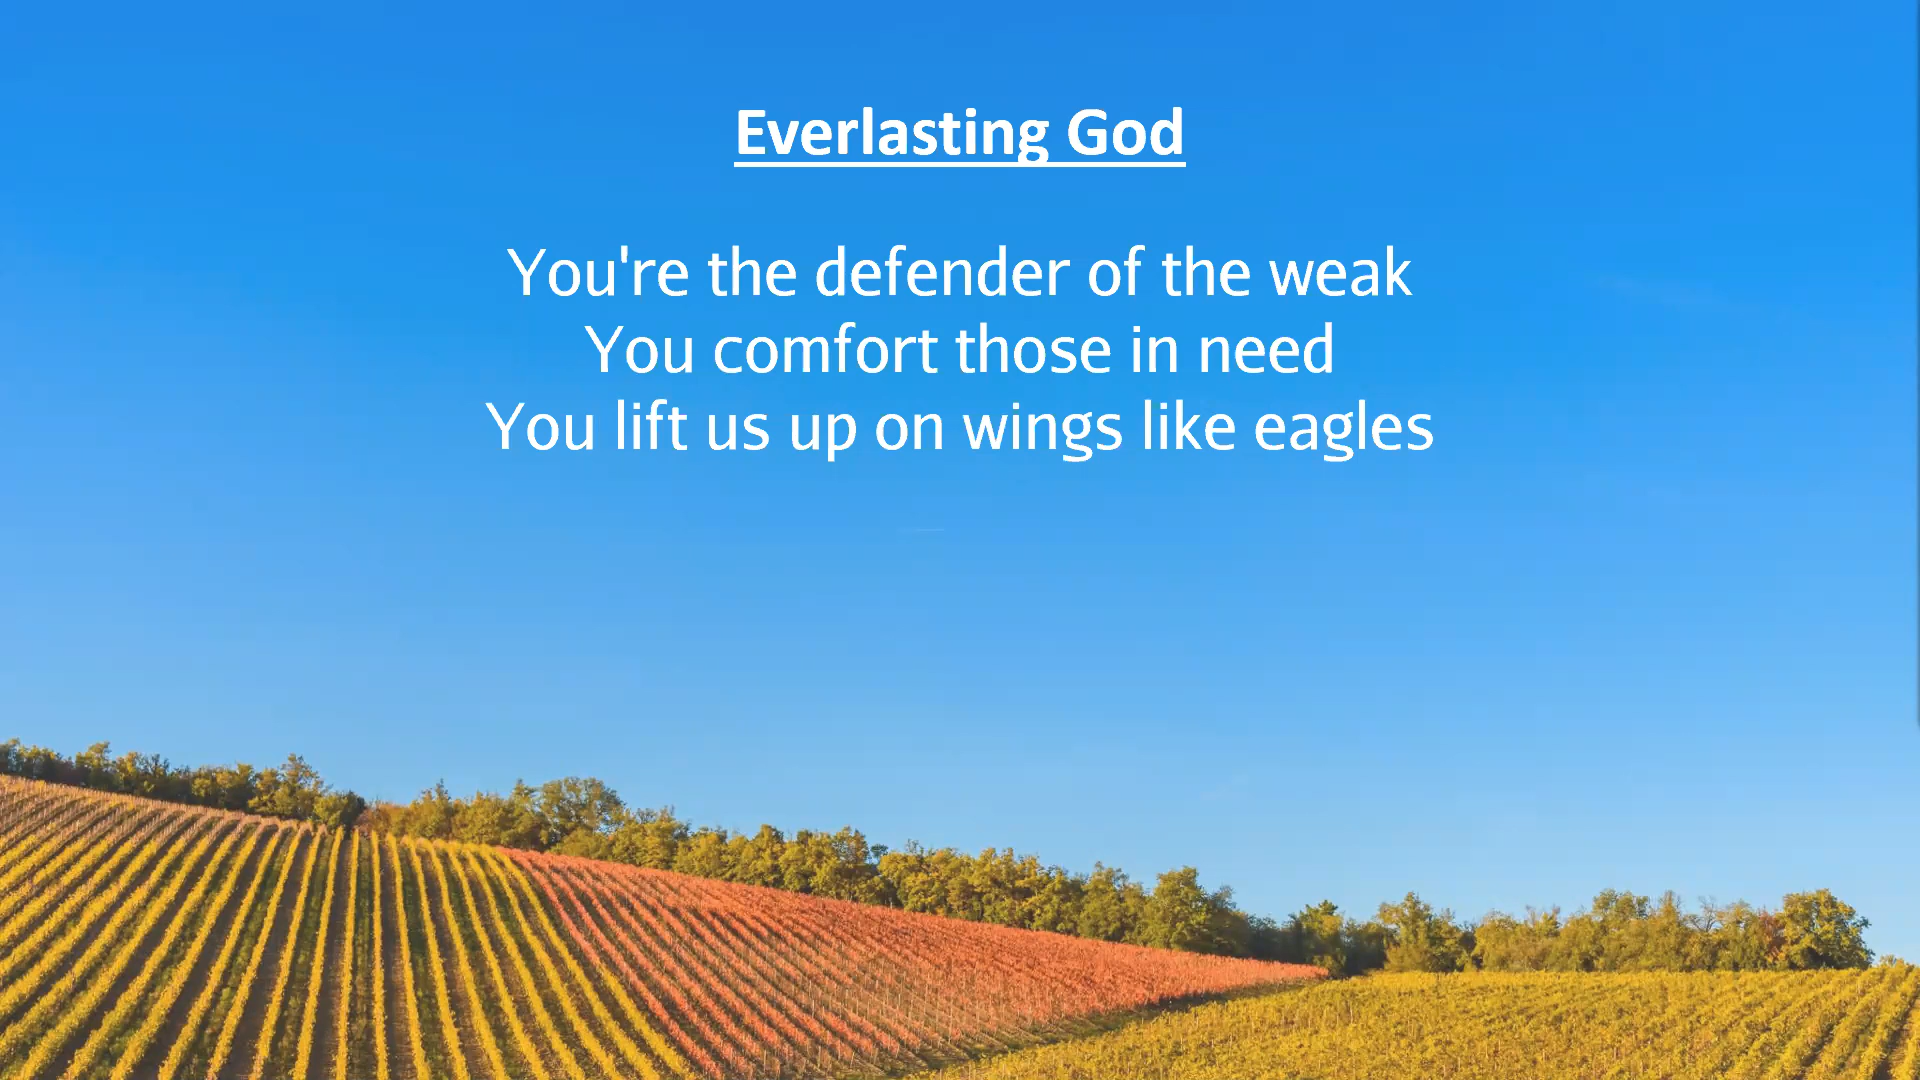 Everlasting God
You're the defender of the weak
You comfort those in need
You lift us up on wings like eagles